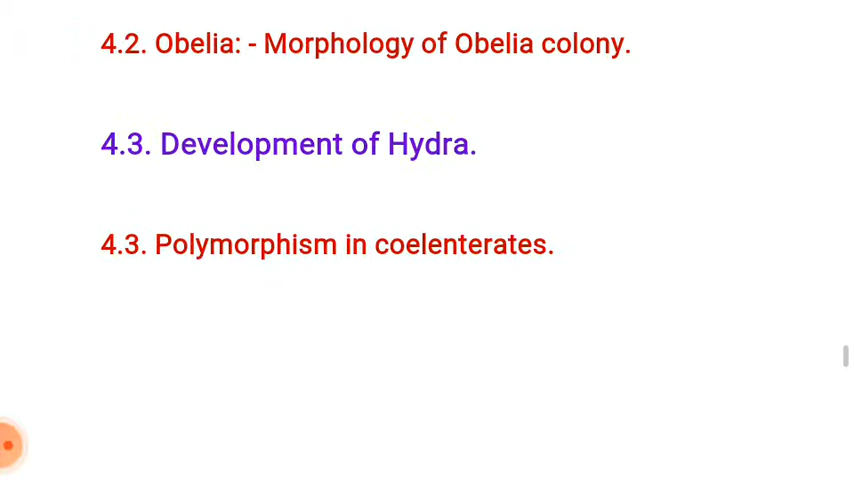 4.2. Obelia: - Morphology of Obelia colony.
4.3. Development of Hydra.
4.3. Polymorphism in coelenterates.